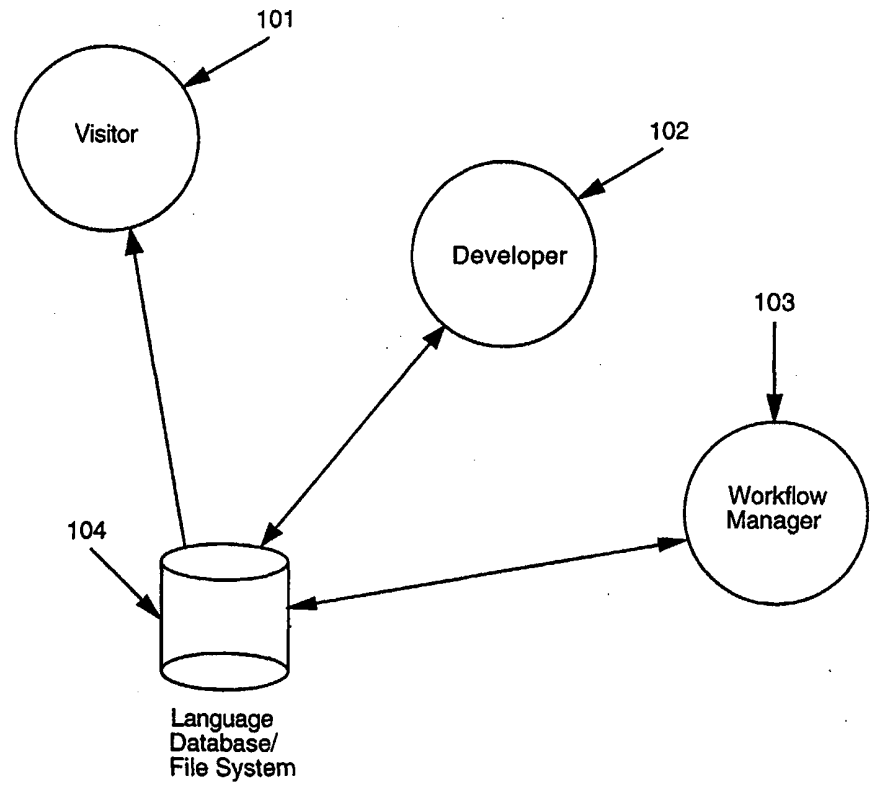 101
Visitor
102
Developer
103
Workflow
Manager
104
Language
Database/
File System